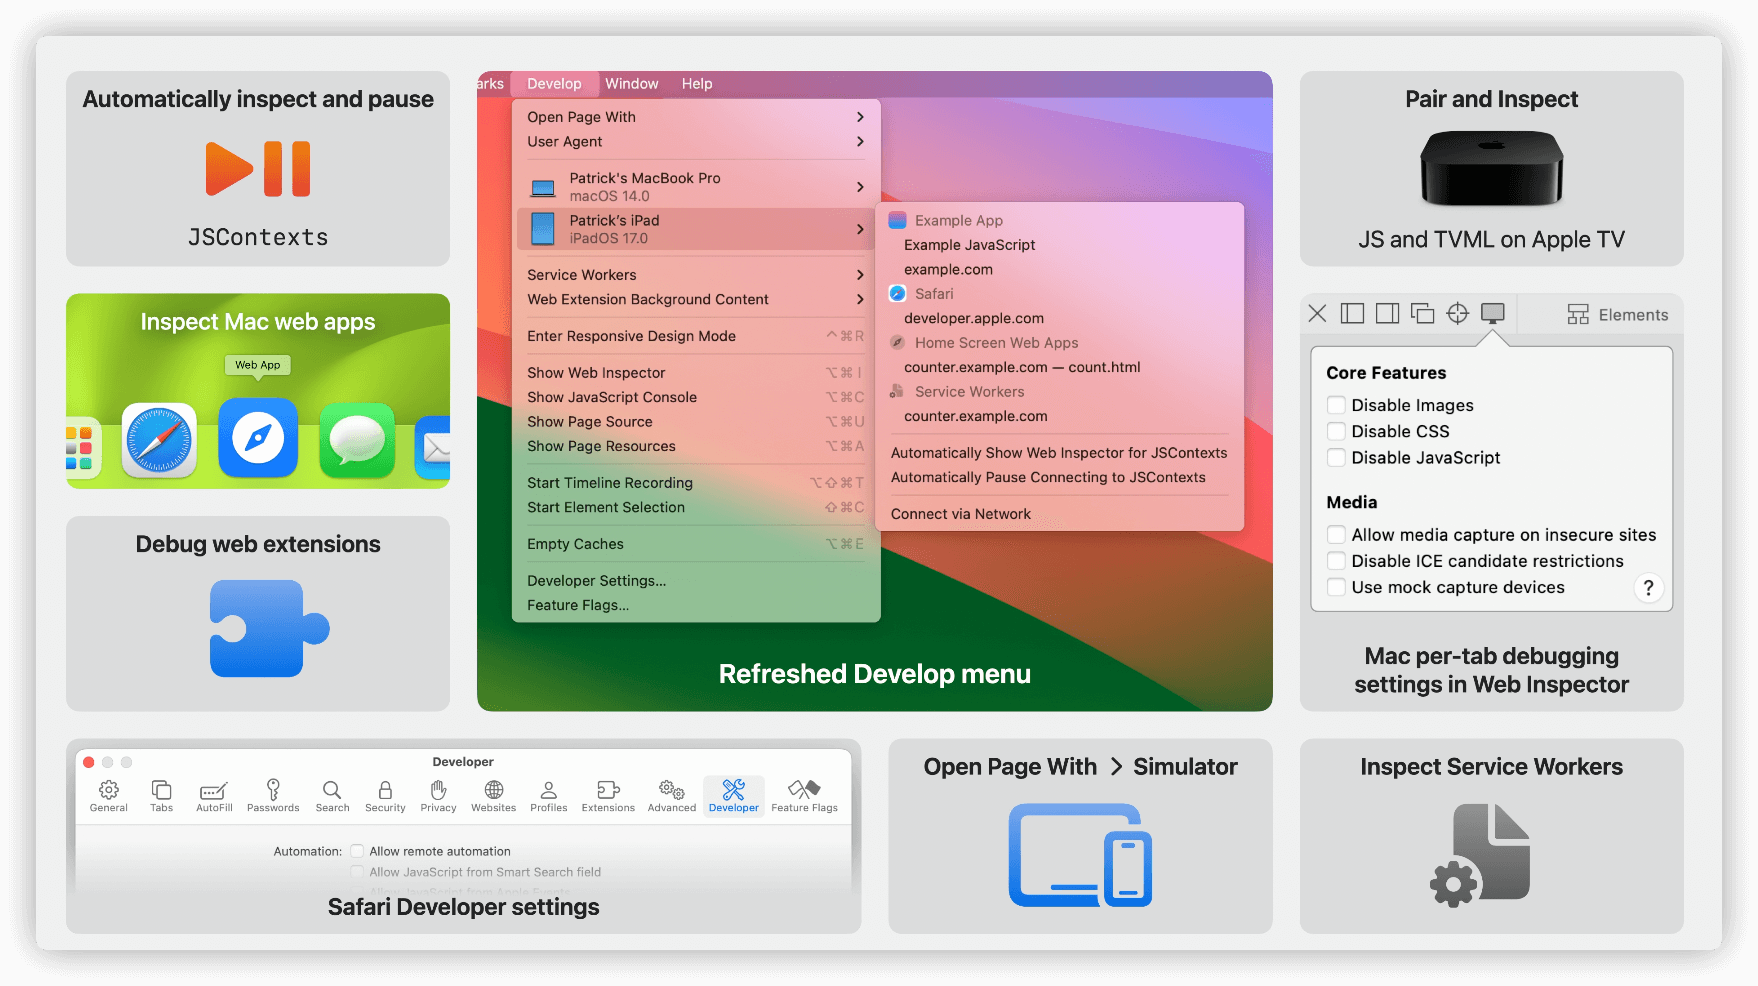 Automatically inspect and pause
JSContexts
Inspect Mac web apps
Web App
Debug web extensions
arks Develop Window Help
Open Page With
User Agent
Patrick's MacBook Pro
macOS 14.0
Patrick's iPad
iPadOS 17.0
Service Workers
Web Extension Background Content
Enter Responsive Design Mode ^⌘R
Show Web Inspector ⌥⌘I
Show JavaScript Console ⌥⌘C
Show Page Source ⌥⌘U
Show Page Resources ⌥⌘A
Start Timeline Recording ⌥⇧⌘T
Start Element Selection ⇧⌘C
Empty Caches ⌥⌘E
Developer Settings...
Feature Flags...
Example App
Example JavaScript
example.com
Safari
developer.apple.com
Home Screen Web Apps
counter.example.com — count.html
Service Workers
counter.example.com
Automatically Show Web Inspector for JSContexts
Automatically Pause Connecting to JSContexts
Connect via Network
Refreshed Develop menu
Pair and Inspect
JS and TVML on Apple TV
Elements
Core Features
Disable Images
Disable CSS
Disable JavaScript
Media
Allow media capture on insecure sites
Disable ICE candidate restrictions
Use mock capture devices
?
Mac per-tab debugging
settings in Web Inspector
Developer
General Tabs AutoFill Passwords Search Security Privacy Websites Profiles Extensions Advanced Developer Feature Flags
Automation: Allow remote automation
Allow JavaScript from Smart Search field
Allow JavaScript from Apple Events
Safari Developer settings
Open Page With > Simulator
Inspect Service Workers